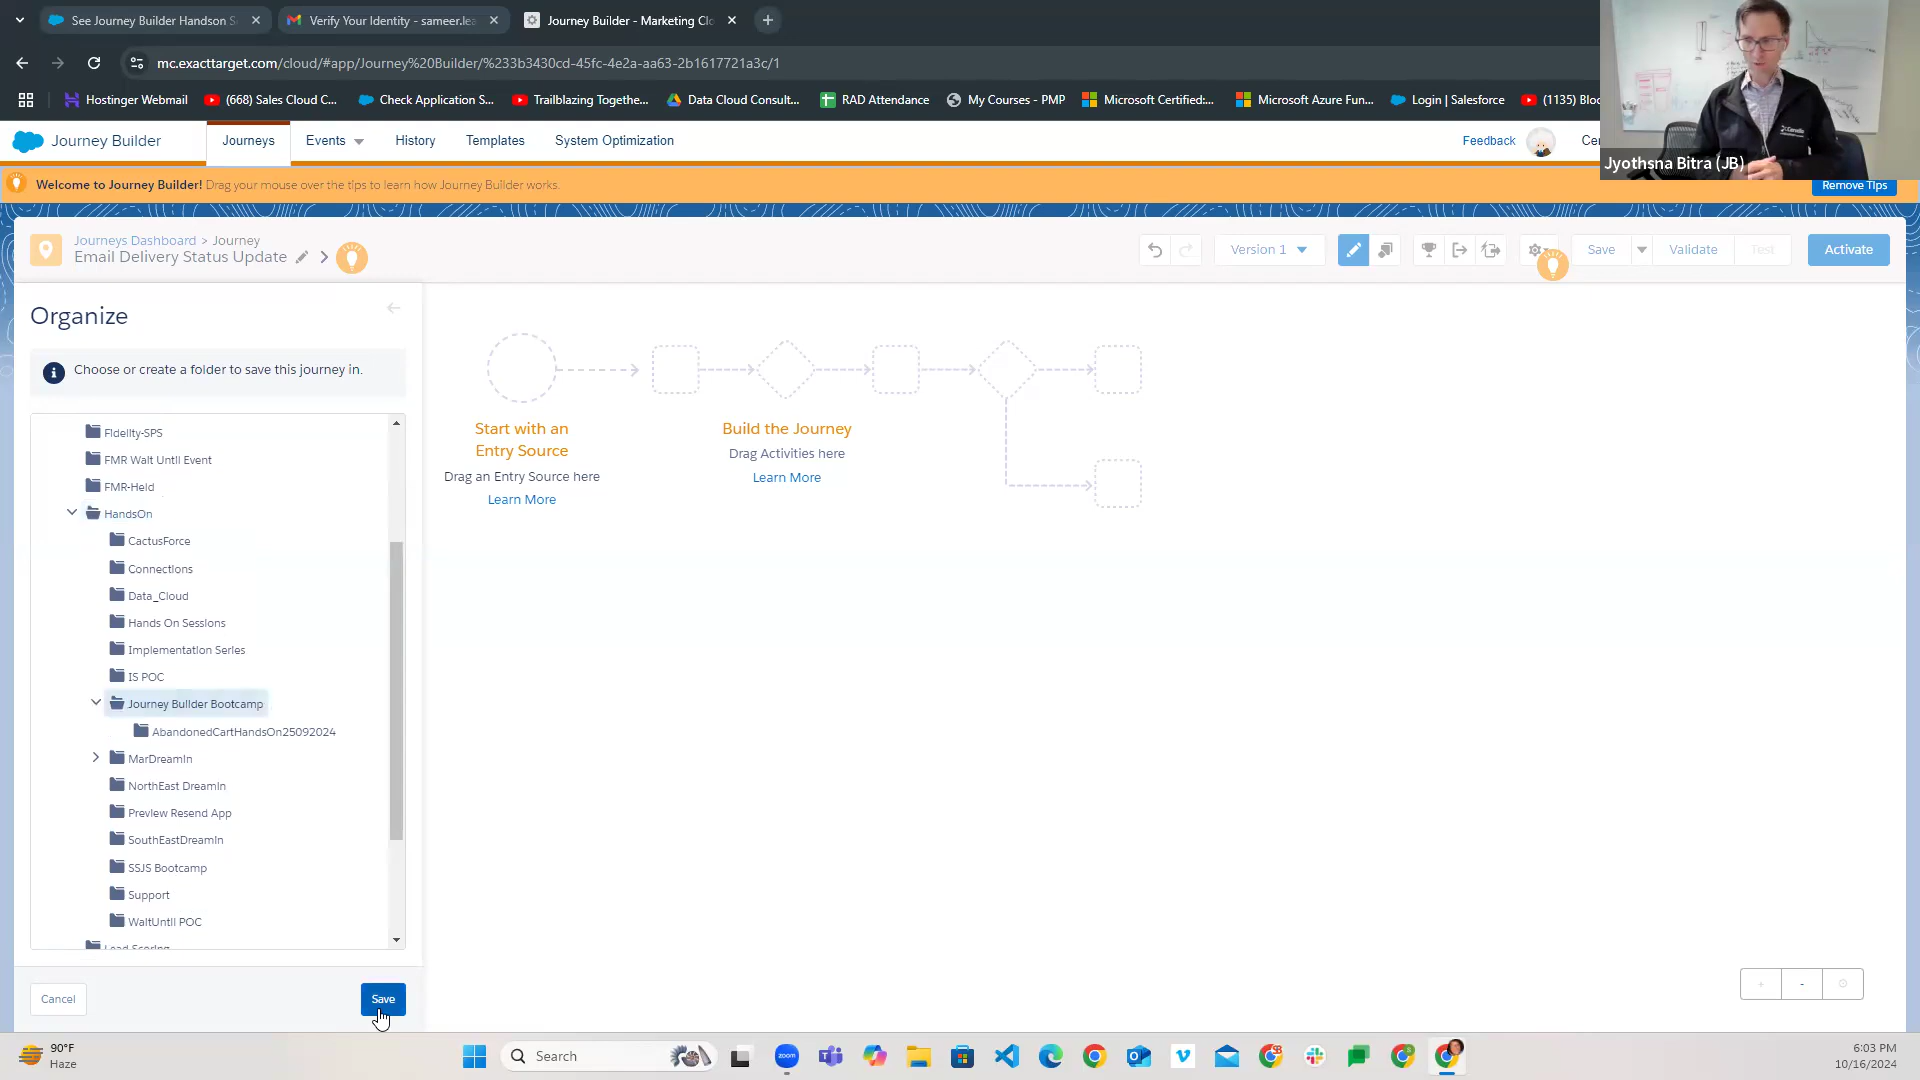 See Journey Builder Handson S
Verify Your Identity - sameer.lea
Journey Builder - Marketing Clo
mc.exacttarget.com/cloud/#app/Journey%20Builder/%233b3430cd-45fc-4e2a-aa63-2b1617721a3c/1
Hostinger Webmail
(668) Sales Cloud C...
Check Application S...
Trailblazing Togethe...
Data Cloud Consult...
RAD Attendance
My Courses - PMP
Microsoft Certified:...
Microsoft Azure Fun...
Login | Salesforce
(1135) Blo
Journey Builder
Journeys
Events
History
Templates
System Optimization
Feedback
Cer
Jyothsna Bitra (JB)
Welcome to Journey Builder! Drag your mouse over the tips to learn how Journey Builder works.
Remove Tips
Journeys Dashboard > Journey
Email Delivery Status Update
Version 1
Save
Validate
Test
Activate
Organize
Choose or create a folder to save this journey in.
Fidelity-SPS
FMR Wait Until Event
FMR-Held
HandsOn
CactusForce
Connections
Data_Cloud
Hands On Sessions
Implementation Series
IS POC
Journey Builder Bootcamp
AbandonedCartHandsOn25092024
MarDreamIn
NorthEast DreamIn
Preview Resend App
SouthEastDreamIn
SSJS Bootcamp
Support
WaitUntil POC
Lead Scoring
Cancel
Save
Start with an
Entry Source
Drag an Entry Source here
Learn More
Build the Journey
Drag Activities here
Learn More
90°F
Haze
Search
zoom
6:03 PM
10/16/2024